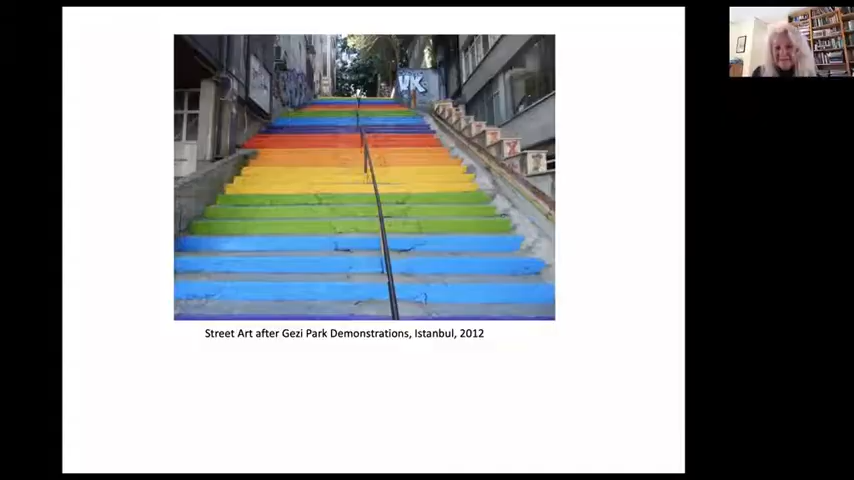 VK
Street Art after Gezi Park Demonstrations, Istanbul, 2012